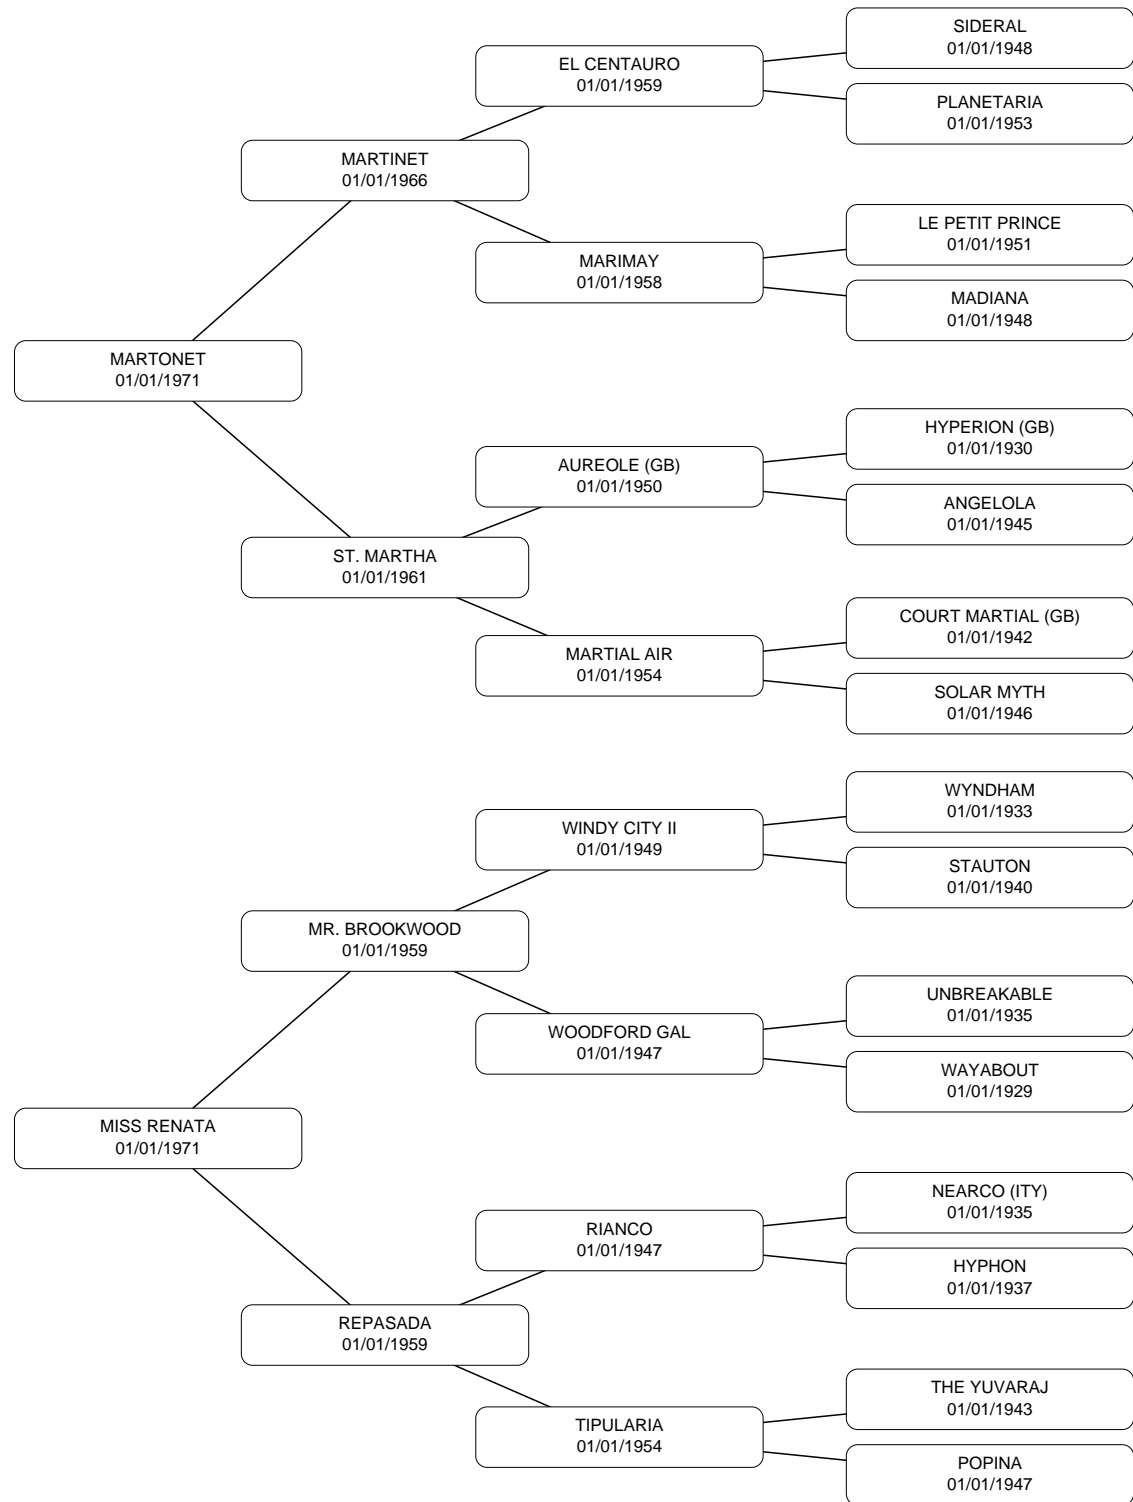 SIDERAL
01/01/1948
EL CENTAURO
01/01/1959
PLANETARIA
01/01/1953
MARTINET
01/01/1966
LE PETIT PRINCE
01/01/1951
MARIMAY
01/01/1958
MADIANA
01/01/1948
MARTONET
01/01/1971
HYPERION (GB)
01/01/1930
AUREOLE (GB)
01/01/1950
ANGELOLA
01/01/1945
ST. MARTHA
01/01/1961
COURT MARTIAL (GB)
01/01/1942
MARTIAL AIR
01/01/1954
SOLAR MYTH
01/01/1946
WYNDHAM
01/01/1933
WINDY CITY II
01/01/1949
STAUTON
01/01/1940
MR. BROOKWOOD
01/01/1959
UNBREAKABLE
01/01/1935
WOODFORD GAL
01/01/1947
WAYABOUT
01/01/1929
MISS RENATA
01/01/1971
NEARCO (ITY)
01/01/1935
RIANCO
01/01/1947
HYPHON
01/01/1937
REPASADA
01/01/1959
THE YUVARAJ
01/01/1943
TIPULARIA
01/01/1954
POPINA
01/01/1947